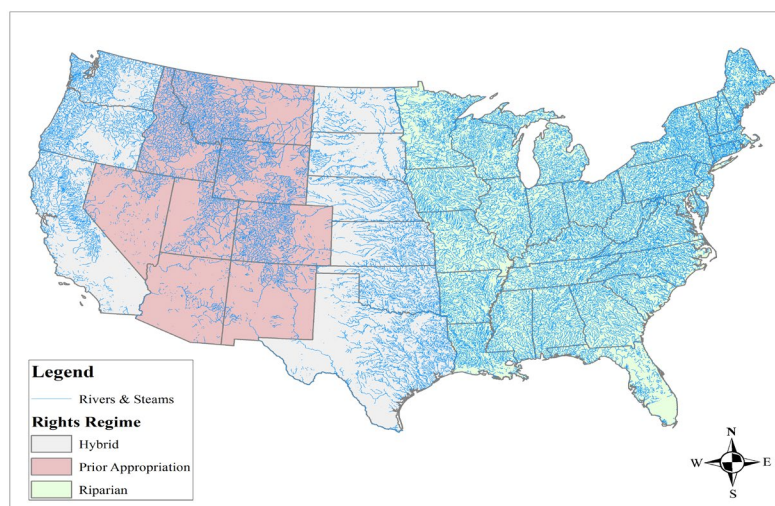 Legend
Rivers & Steams
Rights Regime
Hybrid
Prior Appropriation
Riparian
N
W E
S